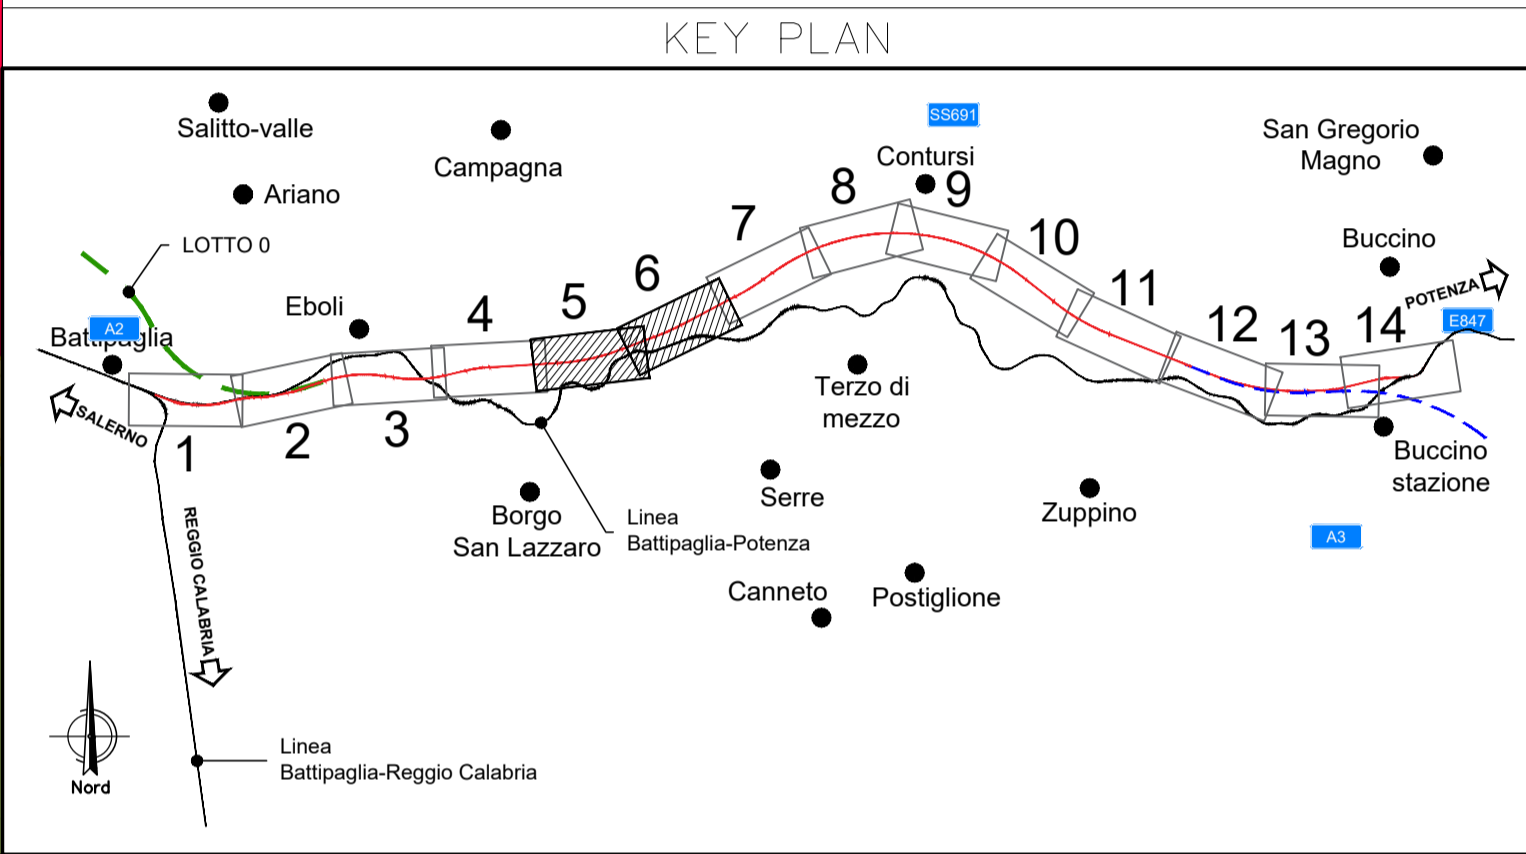 KEY PLAN
Salitto-valle
Campagna
SS691
Contursi
San Gregorio
Magno
Ariano
LOTTO 0
Buccino
POTENZA
E847
Eboli
A2
Battipaglia
SALERNO
1
2
3
4
5
6
7
8
9
10
11
12
13
14
Terzo di
mezzo
Buccino
stazione
Serre
Zuppino
Borgo
San Lazzaro
Linea
Battipaglia-Potenza
A3
REGGIO CALABRIA
Canneto
Postiglione
Nord
Linea
Battipaglia-Reggio Calabria